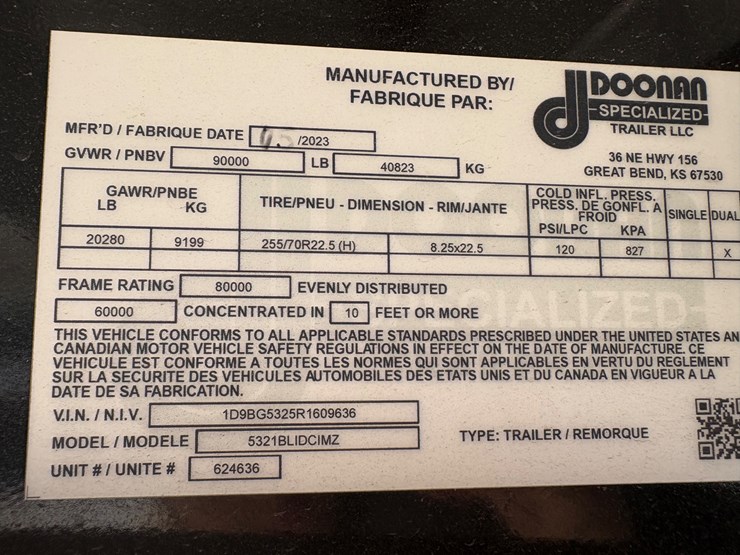 MANUFACTURED BY/
FABRIQUE PAR:
DOONAN
SPECIALIZED
TRAILER LLC
36 NE HWY 156
GREAT BEND, KS 67530
MFR'D / FABRIQUE DATE /2023
GVWR / PNBV 90000 LB 40823 KG
GAWR/PNBE
LB KG
TIRE/PNEU - DIMENSION - RIM/JANTE
COLD INFL. PRESS.
PRESS. DE GONFL. A
FROID
PSI/LPC KPA
SINGLE DUAL
20280 9199 255/70R22.5 (H) 8.25x22.5 120 827 X
FRAME RATING 80000 EVENLY DISTRIBUTED
60000 CONCENTRATED IN 10 FEET OR MORE
THIS VEHICLE CONFORMS TO ALL APPLICABLE STANDARDS PRESCRIBED UNDER THE UNITED STATES AN
CANADIAN MOTOR VEHICLE SAFETY REGULATIONS IN EFFECT ON THE DATE OF MANUFACTURE. CE
VEHICULE EST CONFORME A TOUTES LES NORMES QUI SONT APPLICABLES EN VERTU DU REGLEMENT
SUR LA SECURITE DES VEHICULES AUTOMOBILES DES ETATS UNIS ET DU CANADA EN VIGUEUR A LA
DATE DE SA FABRICATION.
V.I.N. / N.I.V. 1D9BG5325R1609636
MODEL / MODELE 5321BLIDCIMZ
TYPE: TRAILER / REMORQUE
UNIT # / UNITE # 624636